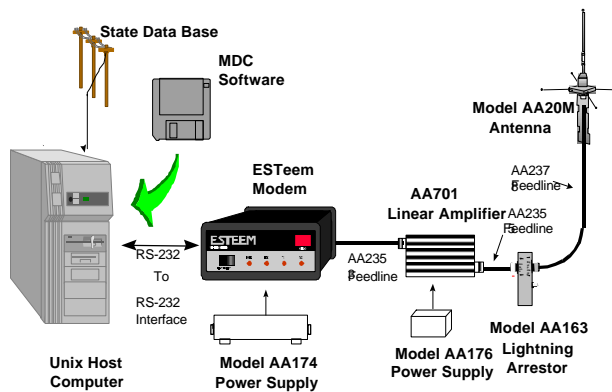 State Data Base
MDC
Software
Model AA20M
Antenna
ESTeem
Modem
AA237
Feedline
AA701
Linear Amplifier
AA235
Feedline
ESTEEM
RS-232
To
RS-232
Interface
AA235
Feedline
Unix Host
Computer
Model AA174
Power Supply
Model AA176
Power Supply
Model AA163
Lightning
Arrestor